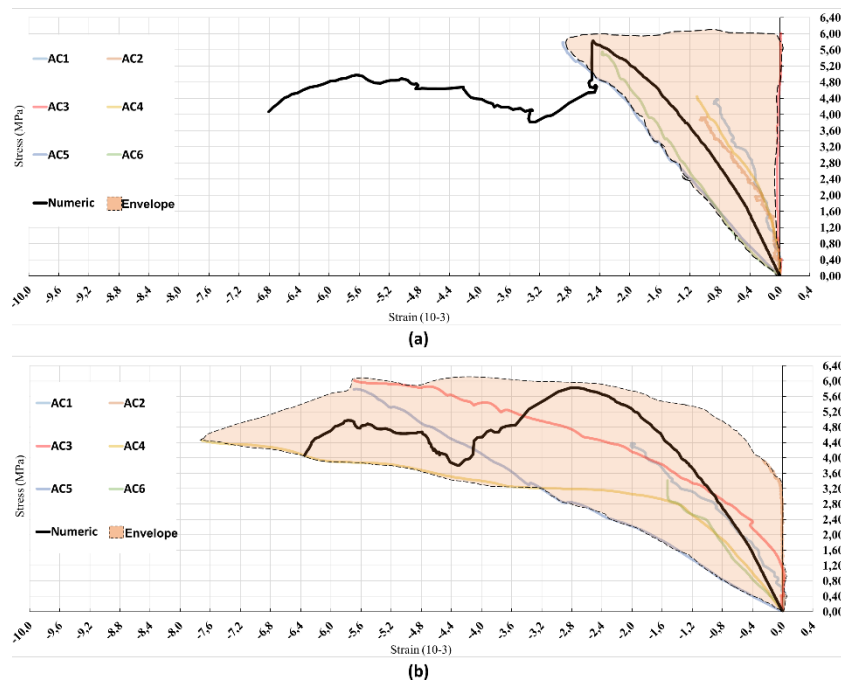 AC1 AC2
AC3 AC4
AC5 AC6
Numeric Envelope
Stress (MPa)
6,40
6,00
5,60
5,20
4,80
4,40
4,00
3,60
3,20
2,80
2,40
2,00
1,60
1,20
0,80
0,40
0,00
-10,0 -9,6 -9,2 -8,8 -8,4 -8,0 -7,6 -7,2 -6,8 -6,4 -6,0 -5,6 -5,2 -4,8 -4,4 -4,0 -3,6 -3,2 -2,8 -2,4 -2,0 -1,6 -1,2 -0,8 -0,4 0,0 0,4
Strain (10-3)
(a)
AC1 AC2
AC3 AC4
AC5 AC6
Numeric Envelope
Stress (MPa)
6,40
6,00
5,60
5,20
4,80
4,40
4,00
3,60
3,20
2,80
2,40
2,00
1,60
1,20
0,80
0,40
0,00
-10,0 -9,6 -9,2 -8,8 -8,4 -8,0 -7,6 -7,2 -6,8 -6,4 -6,0 -5,6 -5,2 -4,8 -4,4 -4,0 -3,6 -3,2 -2,8 -2,4 -2,0 -1,6 -1,2 -0,8 -0,4 0,0 0,4
Strain (10-3)
(b)